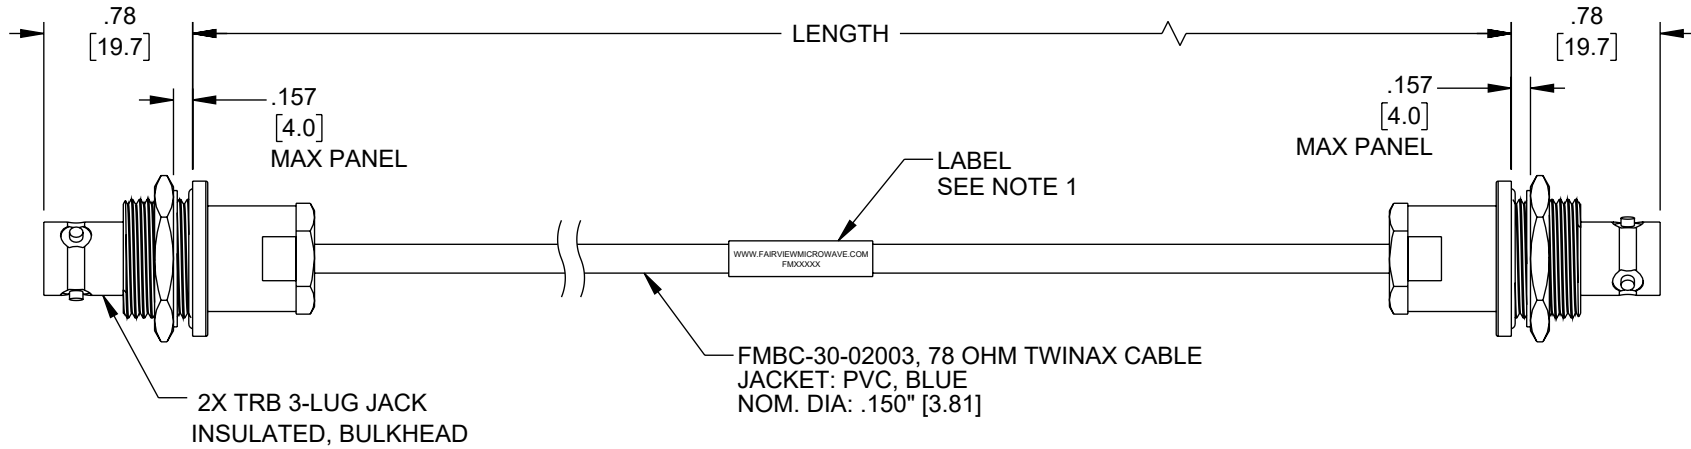 .78
[19.7]
LENGTH
.78
[19.7]
.157
[4.0]
MAX PANEL
.157
[4.0]
MAX PANEL
LABEL
SEE NOTE 1
WWW.FAIRVIEWMICROWAVE.COM
FMXXXXX
FMBC-30-02003, 78 OHM TWINAX CABLE
JACKET: PVC, BLUE
NOM. DIA: .150" [3.81]
2X TRB 3-LUG JACK
INSULATED, BULKHEAD